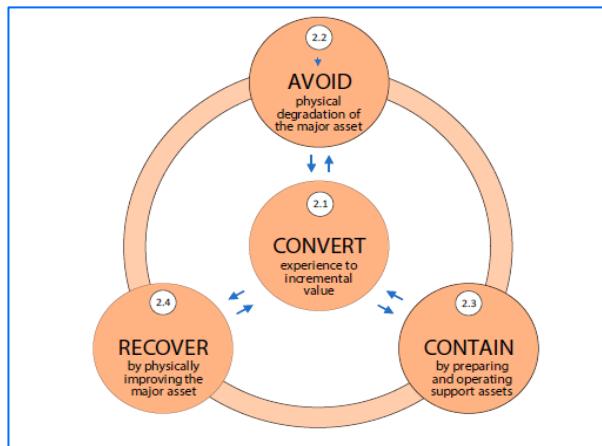 2.2
AVOID
physical
degradation of
the major asset
2.1
CONVERT
experience to
incremental
value
2.4
RECOVER
by physically
improving the
major asset
2.3
CONTAIN
by preparing
and operating
support assets